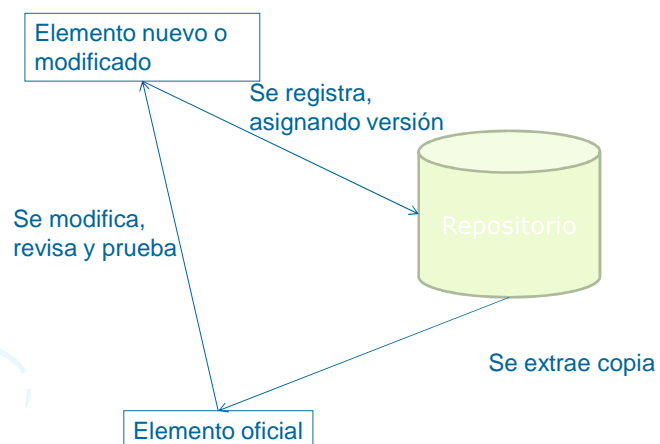 Elemento nuevo o
modificado
Se registra,
asignando versión
Repositorio
Se modifica,
revisa y prueba
Se extrae copia
Elemento oficial